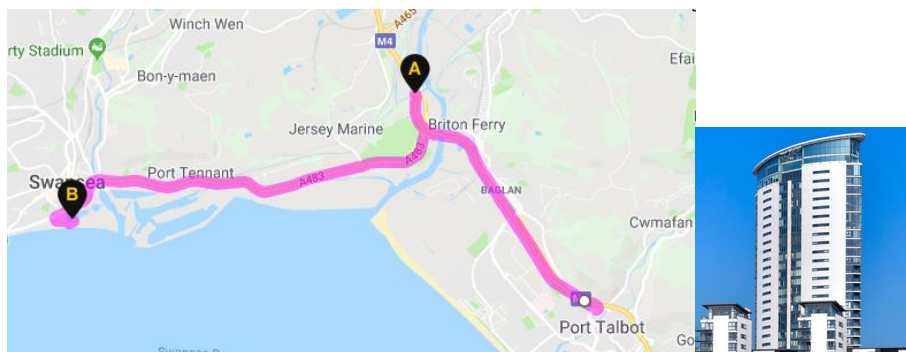 Winch Wen
A465
M4
rty Stadium
Efai
Bon-y-maen
A
Jersey Marine
Briton Ferry
A483
Port Tennant
A483
Swansea
B
BAGLAN
Cwmafan
Port Talbot
Go